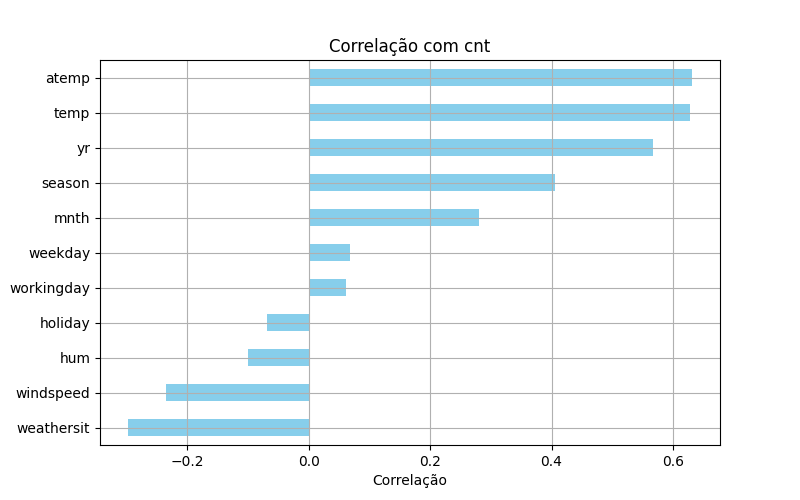 Correlação com cnt
atemp
temp
yr
season
mnth
weekday
workingday
holiday
hum
windspeed
weathersit
−0.2 0.0 0.2 0.4 0.6
Correlação